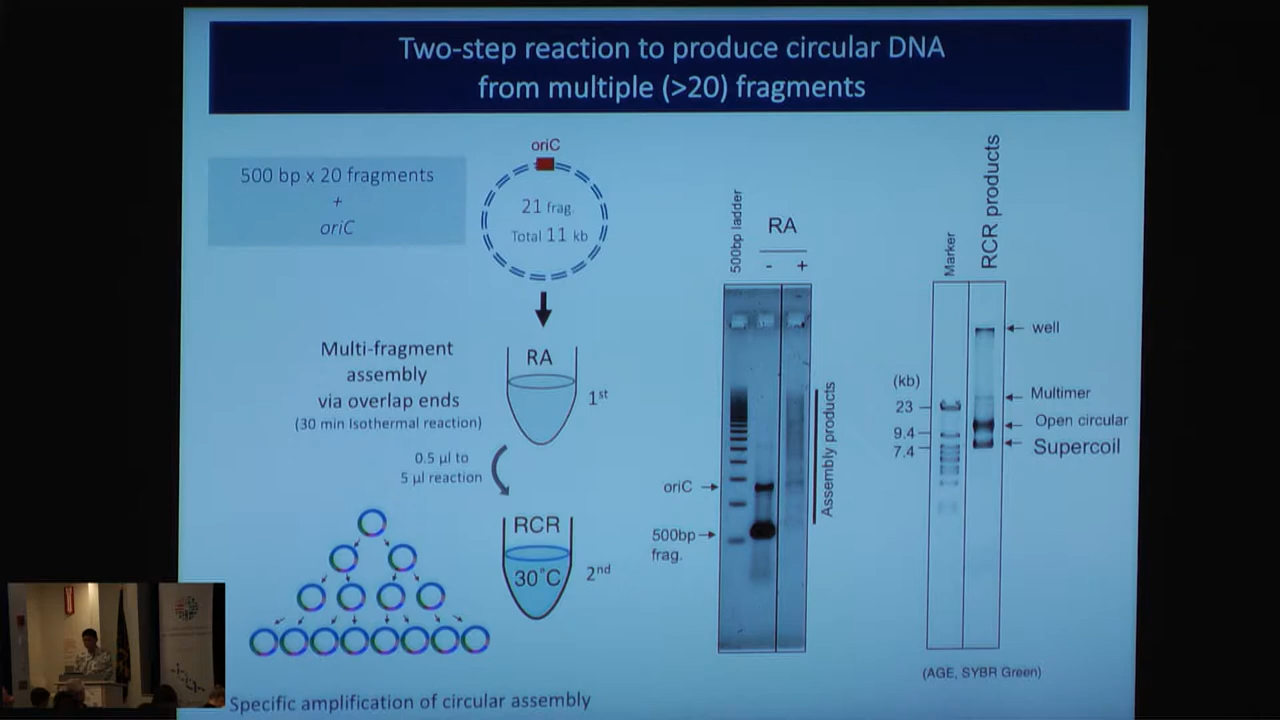 Two-step reaction to produce circular DNA
from multiple (>20) fragments
500 bp x 20 fragments
+
oriC
oriC
21 frag.
Total 11 kb
Multi-fragment
assembly
via overlap ends
(30 min Isothermal reaction)
RA
1st
0.5 µl to
5 µl reaction
RCR
30°C
2nd
Specific amplification of circular assembly
500bp ladder
RA
-
+
oriC
500bp
frag.
Assembly products
Marker
RCR products
(kb)
23
9.4
7.4
well
Multimer
Open circular
Supercoil
(AGE, SYBR Green)